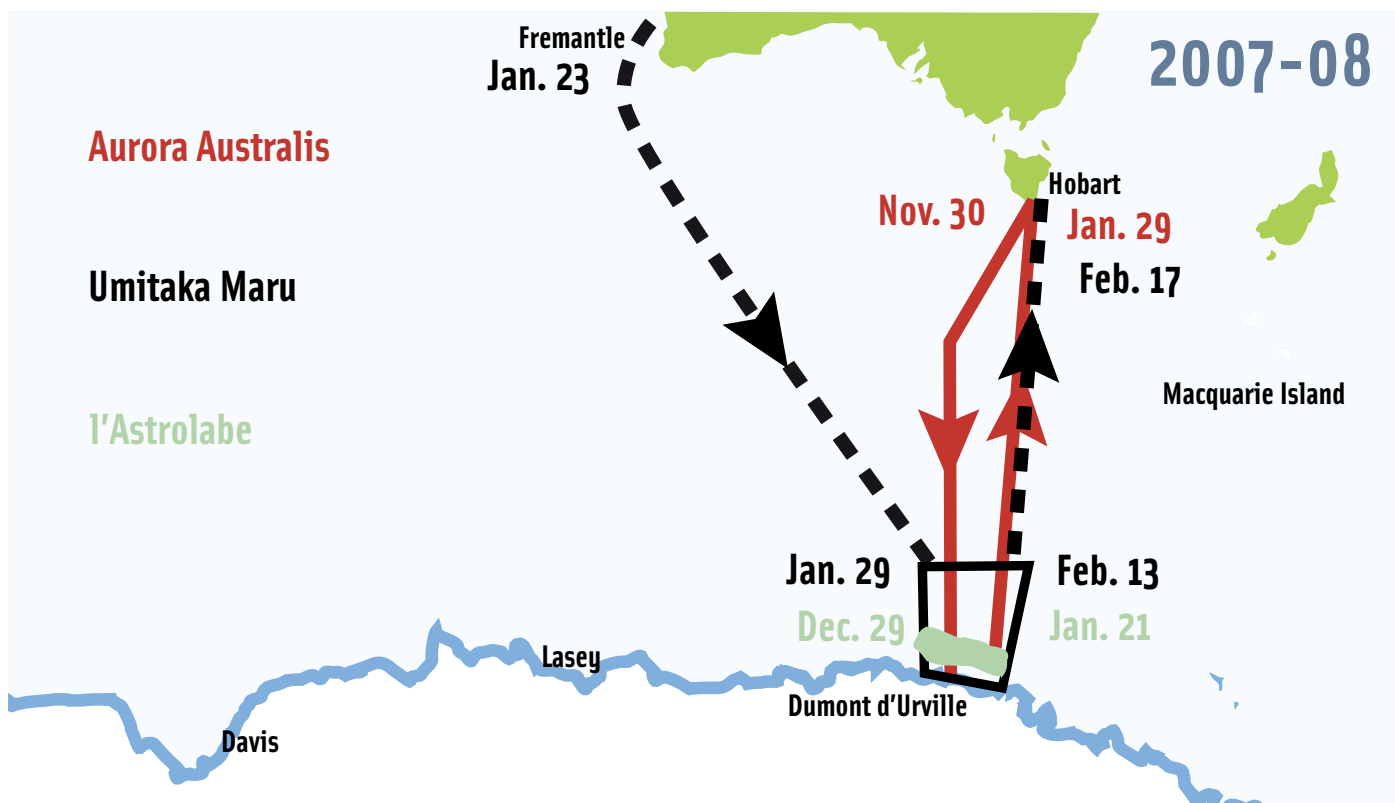 Fremantle
Jan. 23
2007-08
Aurora Australis
Hobart
Nov. 30
Jan. 29
Feb. 17
Umitaka Maru
Macquarie Island
l'Astrolabe
Jan. 29
Feb. 13
Dec. 29
Jan. 21
Lasey
Dumont d'Urville
Davis